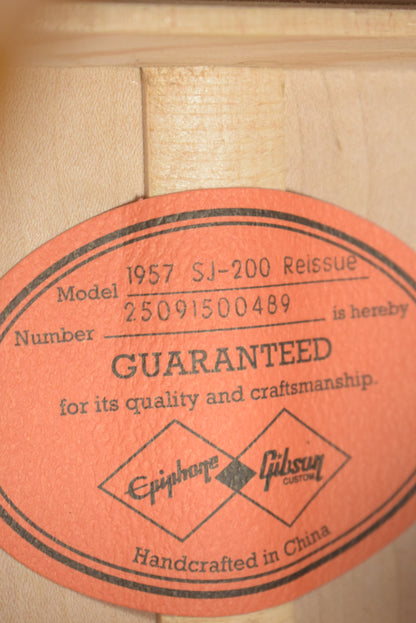 Model 1957 SJ-200 Reissue
Number 25091500489 is hereby
GUARANTEED
for its quality and craftsmanship.
Epiphone Gibson
CUSTOM
Handcrafted in China